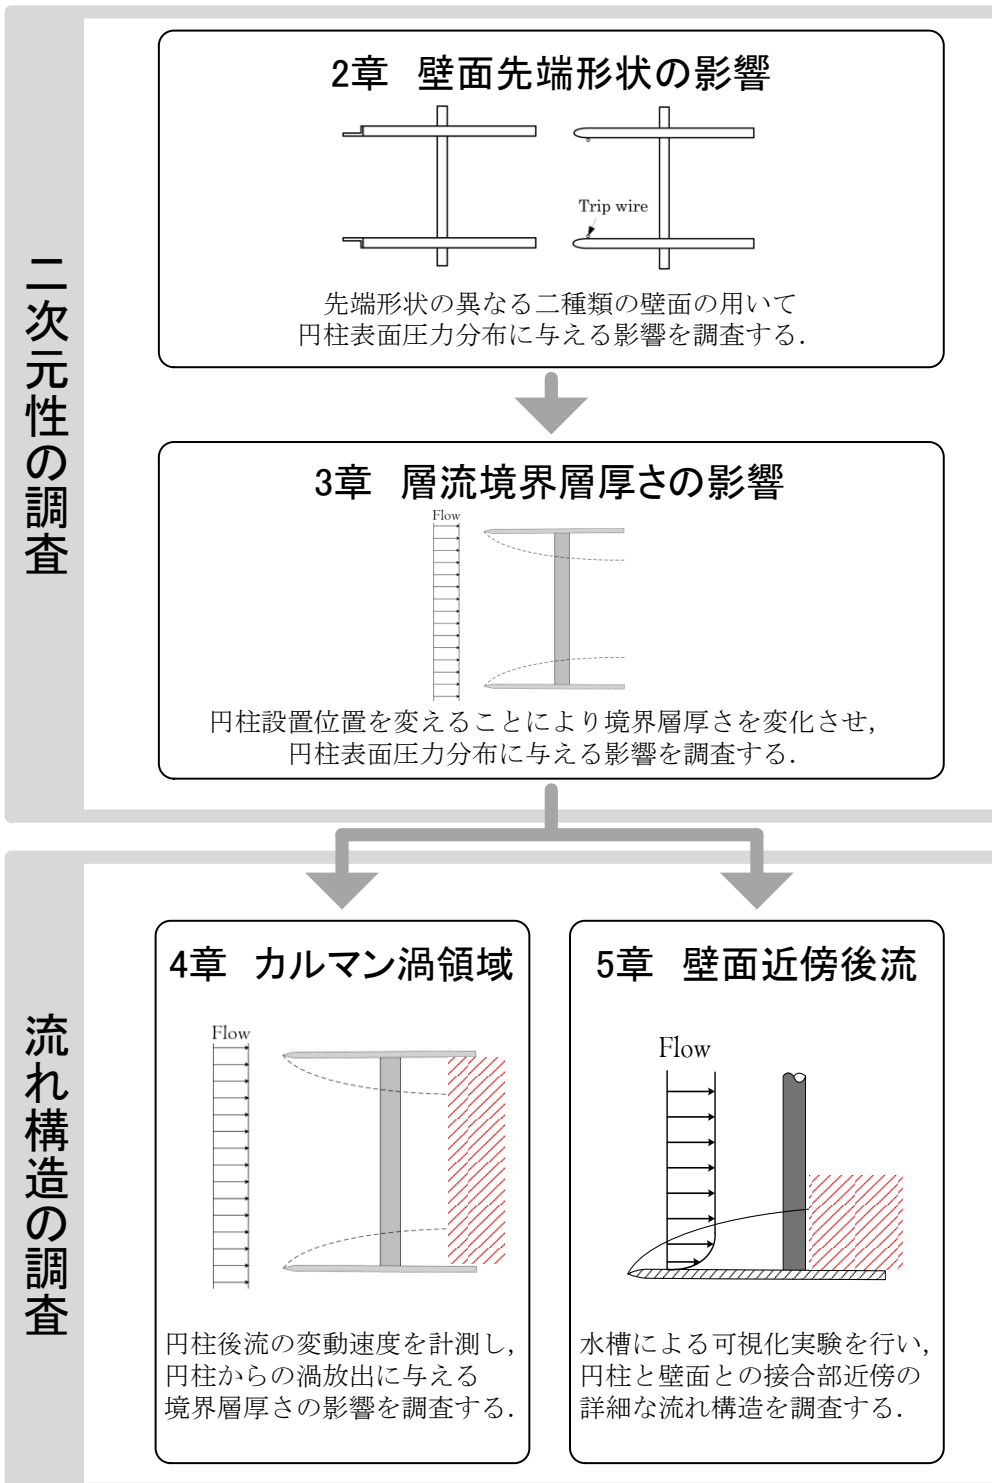 二次元性の調査
2章 壁面先端形状の影響
Trip wire
先端形状の異なる二種類の壁面の用いて
円柱表面圧力分布に与える影響を調査する.
3章 層流境界層厚さの影響
Flow
円柱設置位置を変えることにより境界層厚さを変化させ,
円柱表面圧力分布に与える影響を調査する.
流れ構造の調査
4章 カルマン渦領域
Flow
円柱後流の変動速度を計測し,
円柱からの渦放出に与える
境界層厚さの影響を調査する.
5章 壁面近傍後流
Flow
水槽による可視化実験を行い,
円柱と壁面との接合部近傍の
詳細な流れ構造を調査する.